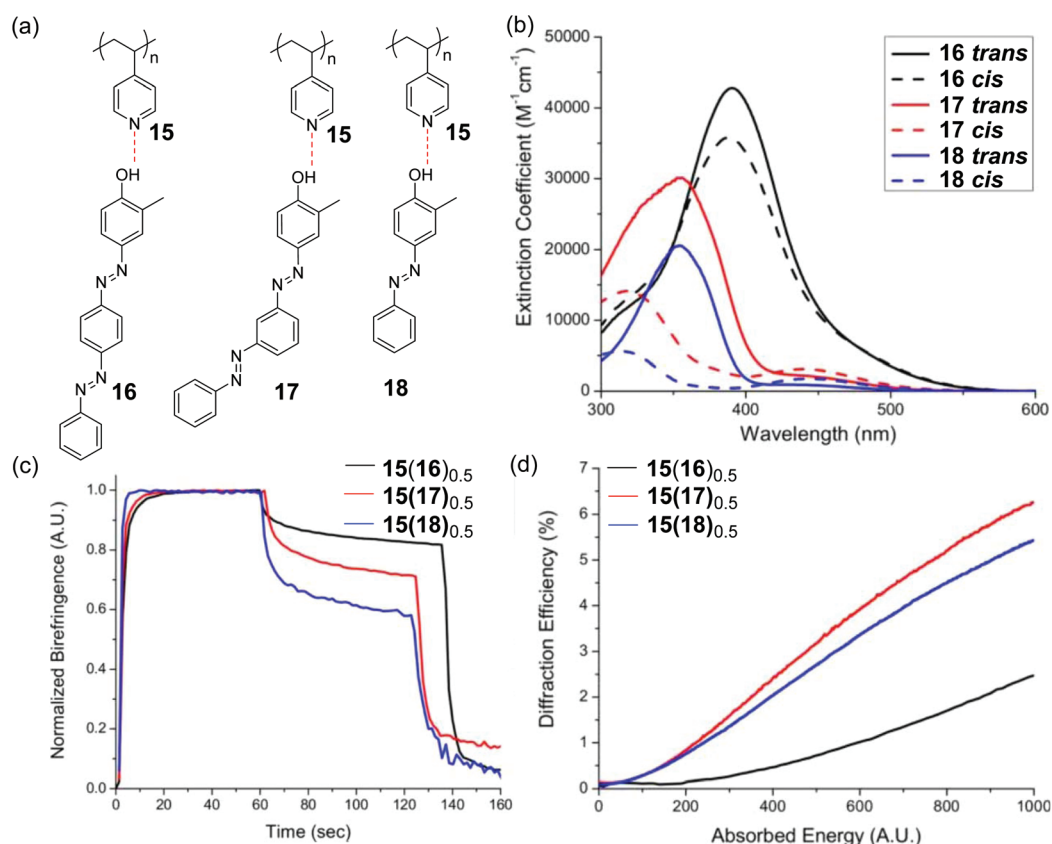 (a)
n n n
N 15 N 15 N 15
OH OH OH
N N N
N N N
N N
N 16 N 17 18
(b)
Extinction Coefficient (M⁻¹cm⁻¹)
50000
40000
30000
20000
10000
0
16 trans
16 cis
17 trans
17 cis
18 trans
18 cis
300 400 500 600
Wavelength (nm)
(c)
15(16)0.5
15(17)0.5
15(18)0.5
Normalized Birefringence (A.U.)
1.0
0.8
0.6
0.4
0.2
0.0
0 20 40 60 80 100 120 140 160
Time (sec)
(d)
15(16)0.5
15(17)0.5
15(18)0.5
Diffraction Efficiency (%)
7
6
5
4
3
2
1
0
0 200 400 600 800 1000
Absorbed Energy (A.U.)